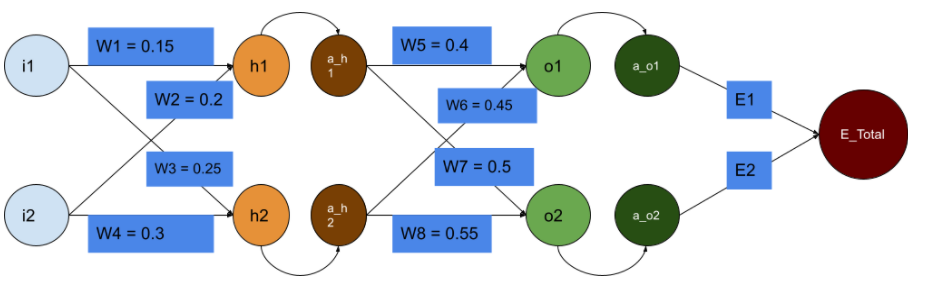 W1 = 0.15
W5 = 0.4
i1
h1
a_h
1
o1
a_o1
W2 = 0.2
W6 = 0.45
E1
E_Total
W3 = 0.25
W7 = 0.5
E2
i2
h2
a_h
2
o2
a_o2
W4 = 0.3
W8 = 0.55